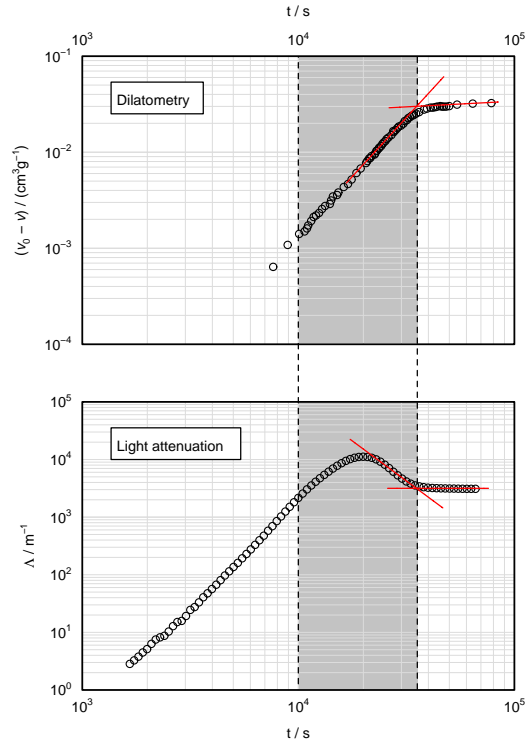 t / s
10³ 10⁴ 10⁵
10⁻¹
Dilatometry
10⁻²
(v₀ − v) / (cm³g⁻¹)
10⁻³
10⁻⁴
10⁵
Light attenuation
10⁴
10³
Λ / m⁻¹
10²
10¹
10⁰
10³ 10⁴ 10⁵
t / s